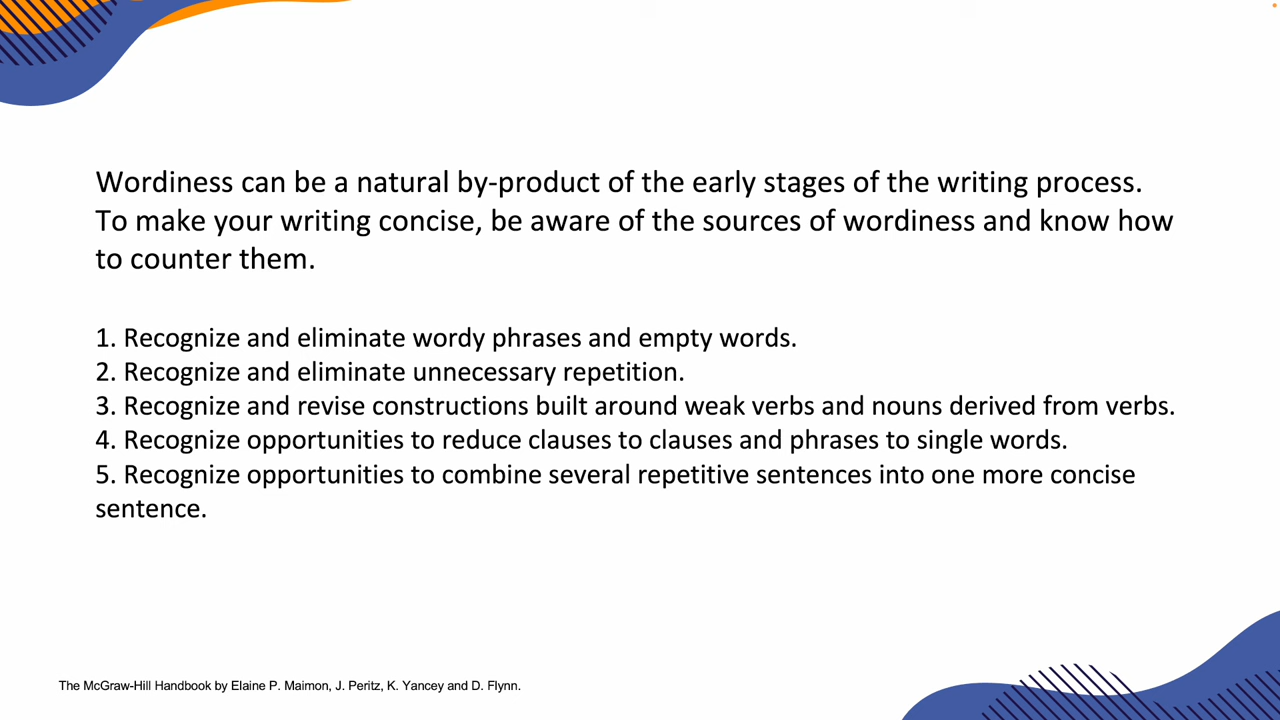 Wordiness can be a natural by-product of the early stages of the writing process.
To make your writing concise, be aware of the sources of wordiness and know how
to counter them.
1. Recognize and eliminate wordy phrases and empty words.
2. Recognize and eliminate unnecessary repetition.
3. Recognize and revise constructions built around weak verbs and nouns derived from verbs.
4. Recognize opportunities to reduce clauses to clauses and phrases to single words.
5. Recognize opportunities to combine several repetitive sentences into one more concise
sentence.
The McGraw-Hill Handbook by Elaine P. Maimon, J. Peritz, K. Yancey and D. Flynn.